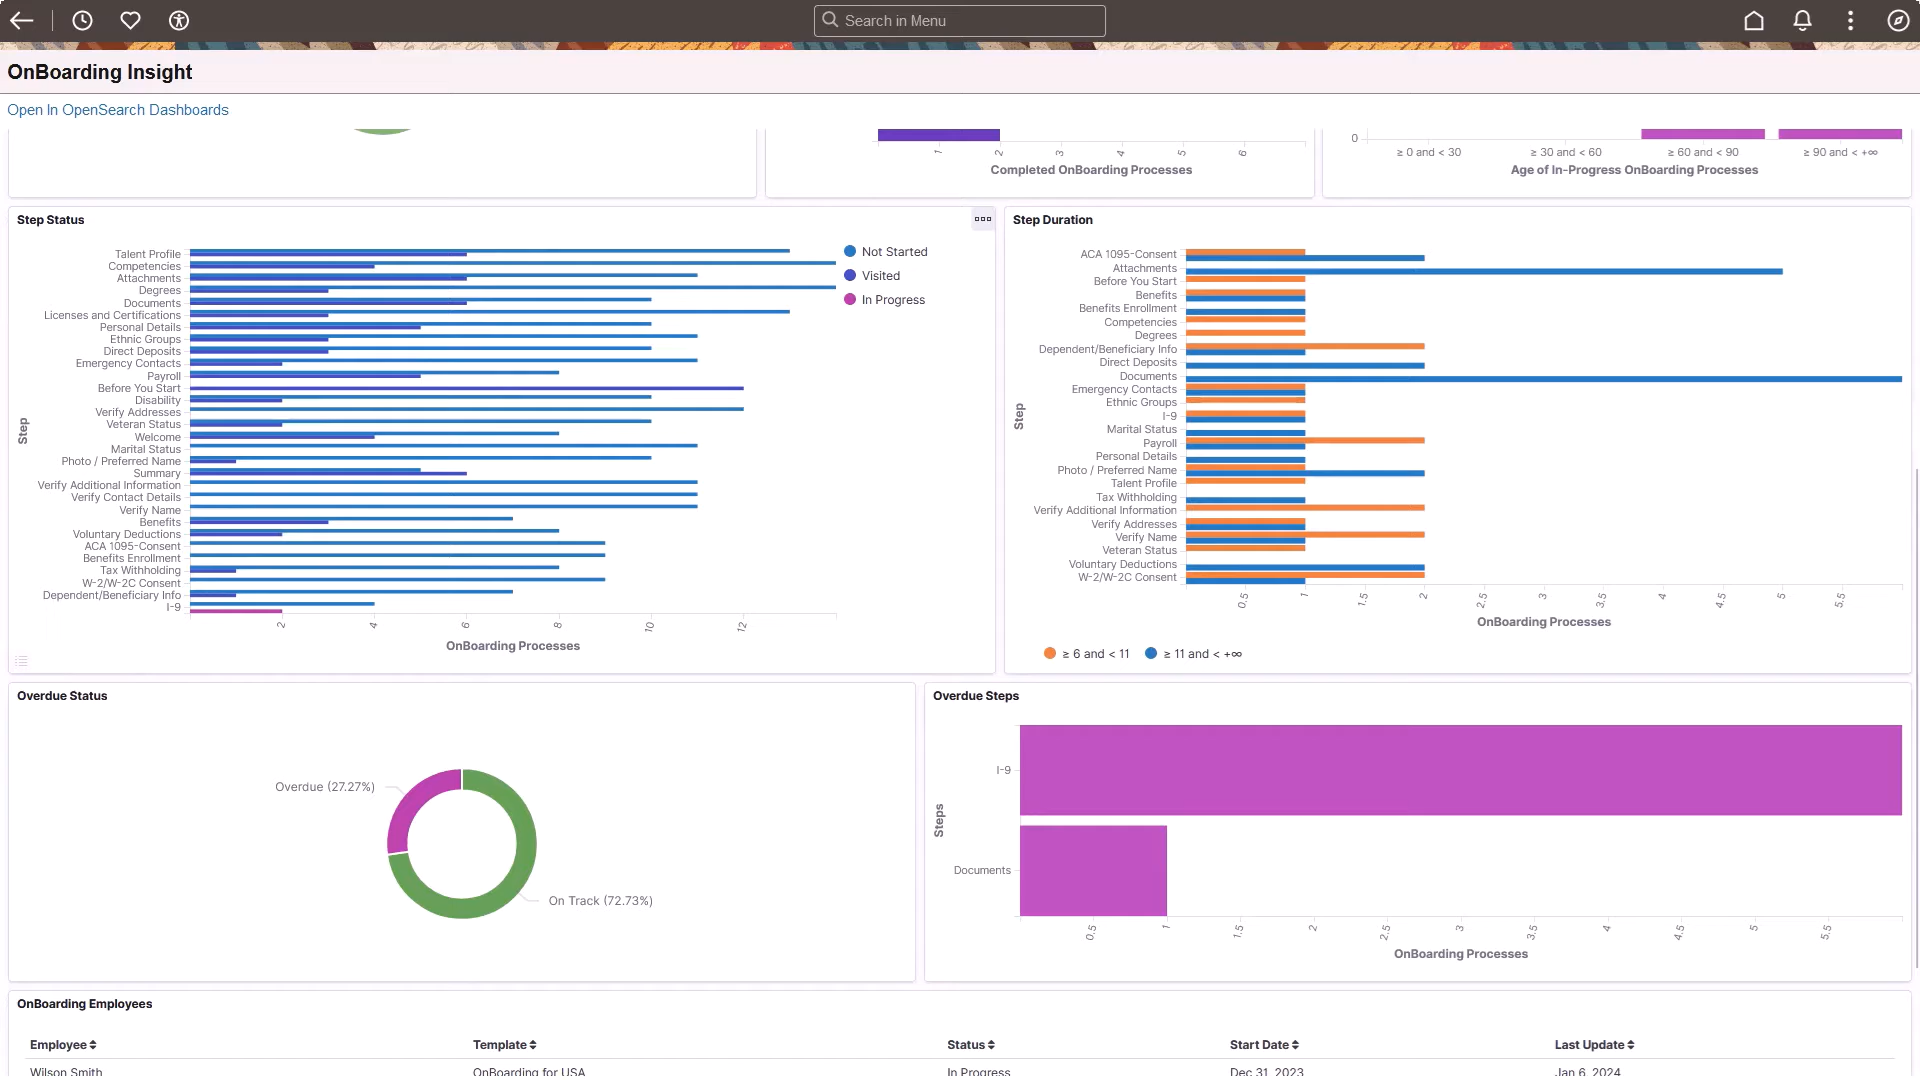 Search in Menu
OnBoarding Insight
Open In OpenSearch Dashboards
1 2 3 4 5 6
Completed OnBoarding Processes
0
≥ 0 and < 30 ≥ 30 and < 60 ≥ 60 and < 90 ≥ 90 and < +∞
Age of In-Progress OnBoarding Processes
Step Status
Talent Profile
Competencies
Attachments
Degrees
Documents
Licenses and Certifications
Personal Details
Ethnic Groups
Direct Deposits
Emergency Contacts
Payroll
Before You Start
Disability
Verify Addresses
Veteran Status
Welcome
Marital Status
Photo / Preferred Name
Summary
Verify Additional Information
Verify Contact Details
Verify Name
Benefits
Voluntary Deductions
ACA 1095-Consent
Benefits Enrollment
Tax Withholding
W-2/W-2C Consent
Dependent/Beneficiary Info
I-9
Step
2 4 6 8 10 12
OnBoarding Processes
Not Started
Visited
In Progress
Step Duration
ACA 1095-Consent
Attachments
Before You Start
Benefits
Benefits Enrollment
Competencies
Degrees
Dependent/Beneficiary Info
Direct Deposits
Documents
Emergency Contacts
Ethnic Groups
I-9
Marital Status
Payroll
Personal Details
Photo / Preferred Name
Talent Profile
Tax Withholding
Verify Additional Information
Verify Addresses
Verify Name
Veteran Status
Voluntary Deductions
W-2/W-2C Consent
Step
0.5 1 1.5 2 2.5 3 3.5 4 4.5 5 5.5
OnBoarding Processes
≥ 6 and < 11 ≥ 11 and < +∞
Overdue Status
Overdue (27.27%)
On Track (72.73%)
Overdue Steps
I-9
Documents
Steps
0.5 1 1.5 2 2.5 3 3.5 4 4.5 5 5.5
OnBoarding Processes
OnBoarding Employees
Employee Template Status Start Date Last Update
Wilson Smith OnBoarding for USA In Progress Dec 31, 2023 Jan 6, 2024